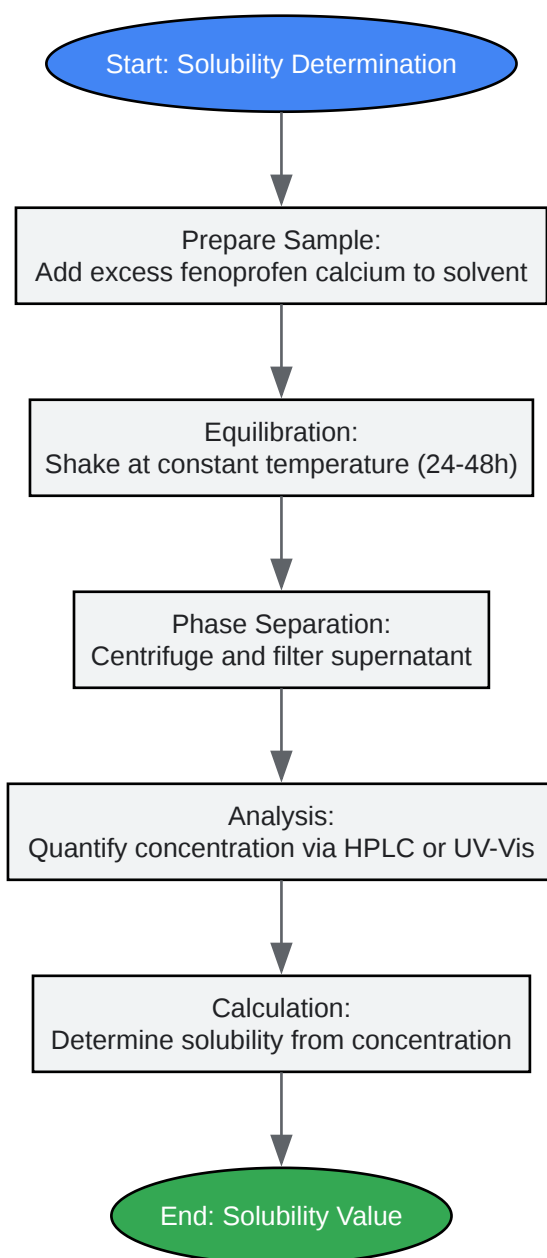 Start: Solubility Determination
Prepare Sample:
Add excess fenoprofen calcium to solvent
Equilibration:
Shake at constant temperature (24-48h)
Phase Separation:
Centrifuge and filter supernatant
Analysis:
Quantify concentration via HPLC or UV-Vis
Calculation:
Determine solubility from concentration
End: Solubility Value